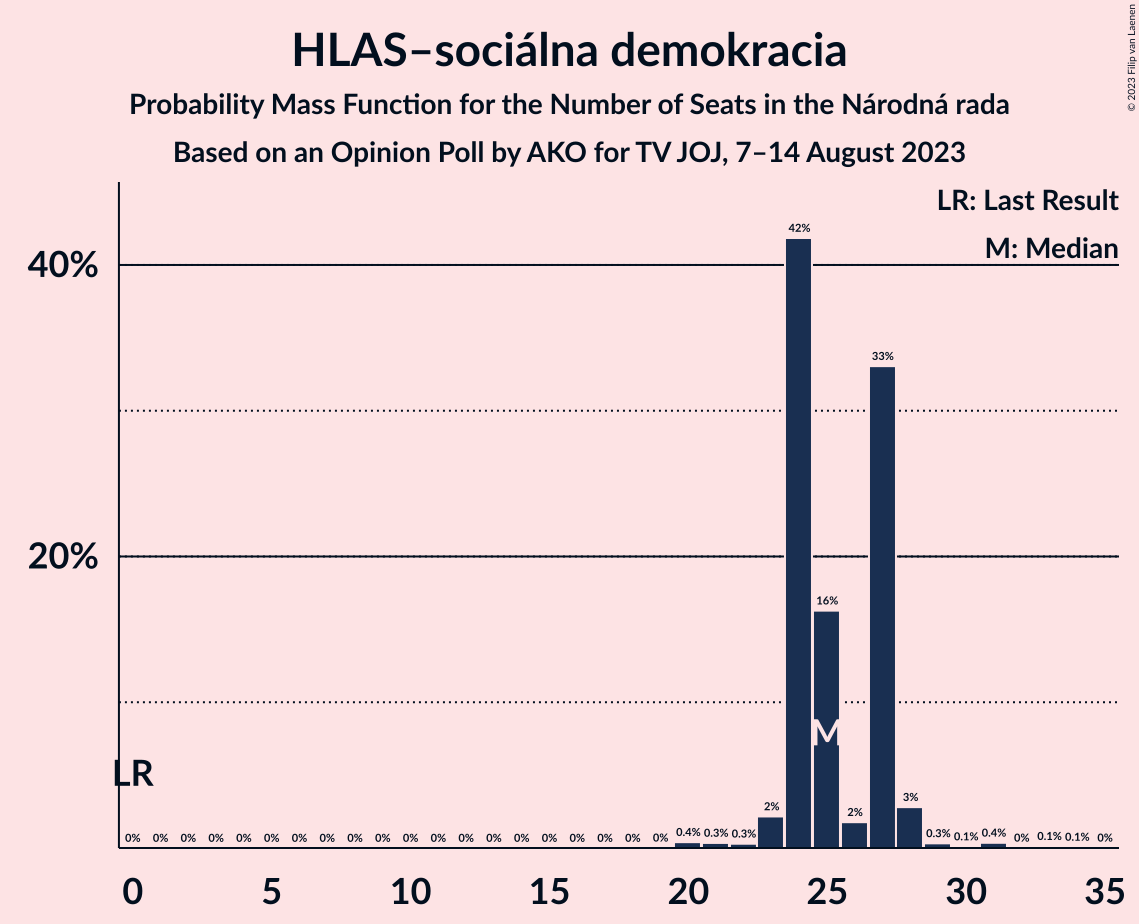 HLAS–sociálna demokracia
Probability Mass Function for the Number of Seats in the Národná rada
Based on an Opinion Poll by AKO for TV JOJ, 7–14 August 2023
© 2023 Filip van Laenen
LR: Last Result
M: Median
40%
20%
42%
33%
16%
M
LR
0% 0% 0% 0% 0% 0% 0% 0% 0% 0% 0% 0% 0% 0% 0% 0% 0% 0% 0% 0% 0.4% 0.3% 0.3% 2% 2% 3% 0.3% 0.1% 0.4% 0% 0.1% 0.1% 0%
0 5 10 15 20 25 30 35